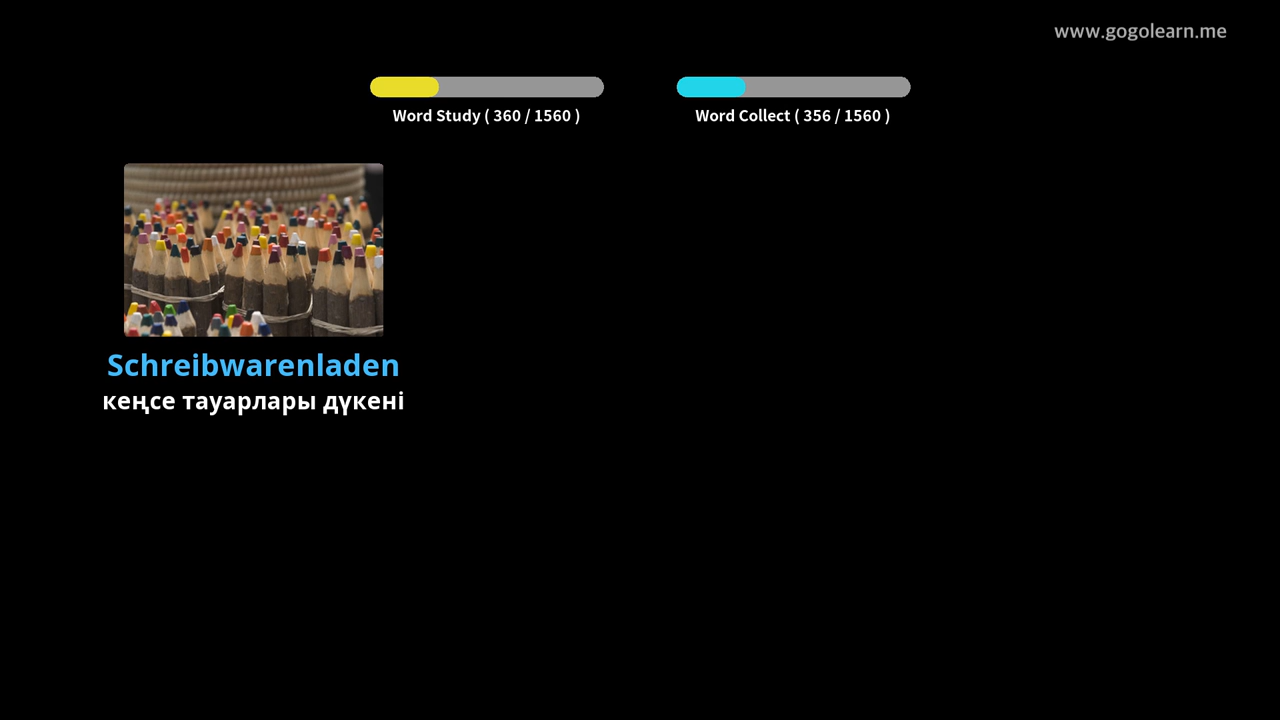 www.gogolearn.me
Word Study ( 360 / 1560 )
Word Collect ( 356 / 1560 )
Schreibwarenladen
кеңсе тауарлары дүкені